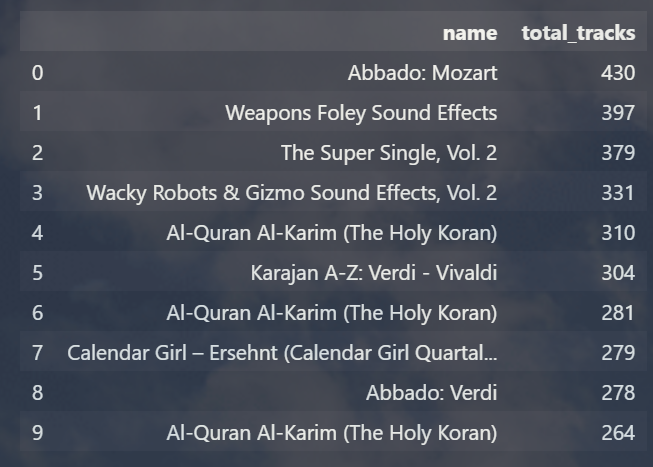 name total_tracks
0 Abbado: Mozart 430
1 Weapons Foley Sound Effects 397
2 The Super Single, Vol. 2 379
3 Wacky Robots & Gizmo Sound Effects, Vol. 2 331
4 Al-Quran Al-Karim (The Holy Koran) 310
5 Karajan A-Z: Verdi - Vivaldi 304
6 Al-Quran Al-Karim (The Holy Koran) 281
7 Calendar Girl – Ersehnt (Calendar Girl Quartal... 279
8 Abbado: Verdi 278
9 Al-Quran Al-Karim (The Holy Koran) 264